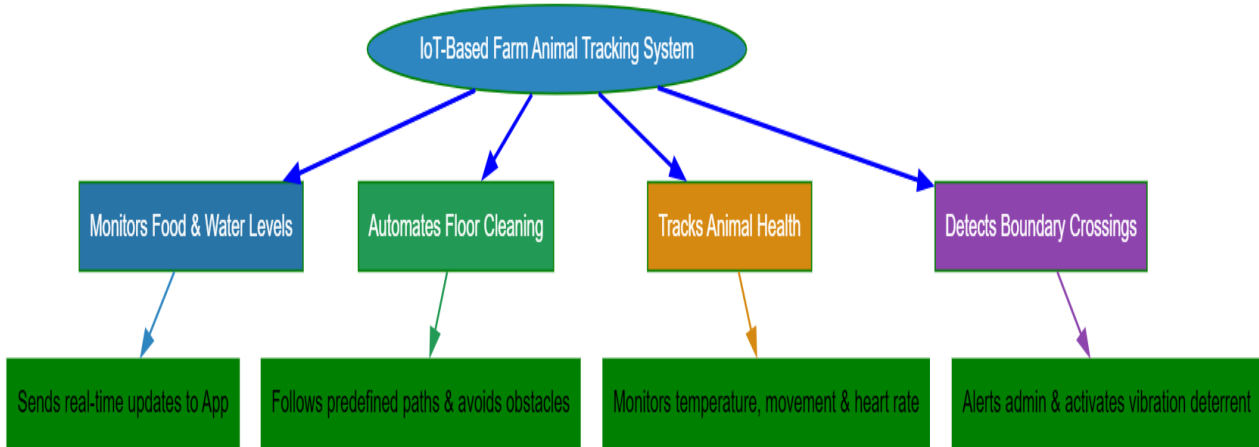 IoT-Based Farm Animal Tracking System
Monitors Food & Water Levels
Automates Floor Cleaning
Tracks Animal Health
Detects Boundary Crossings
Sends real-time updates to App
Follows predefined paths & avoids obstacles
Monitors temperature, movement & heart rate
Alerts admin & activates vibration deterrent